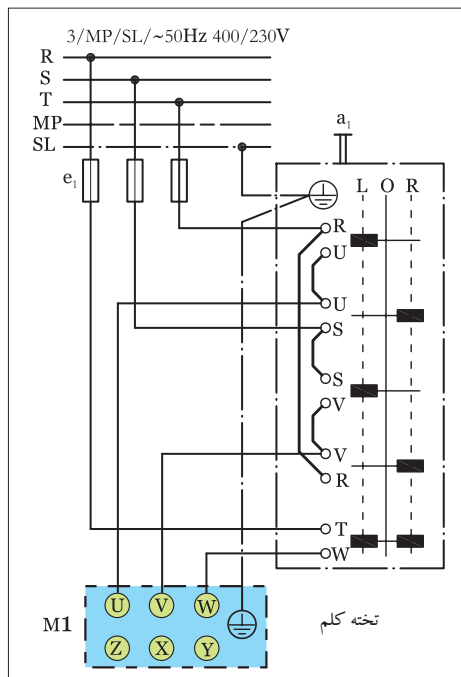 3/MP/SL/~50Hz 400/230V
R
S
T
MP
SL
e1
a1
L O R
R
U
U
S
S
V
V
R
T
W
M1
U V W
Z X Y
تخته کلم